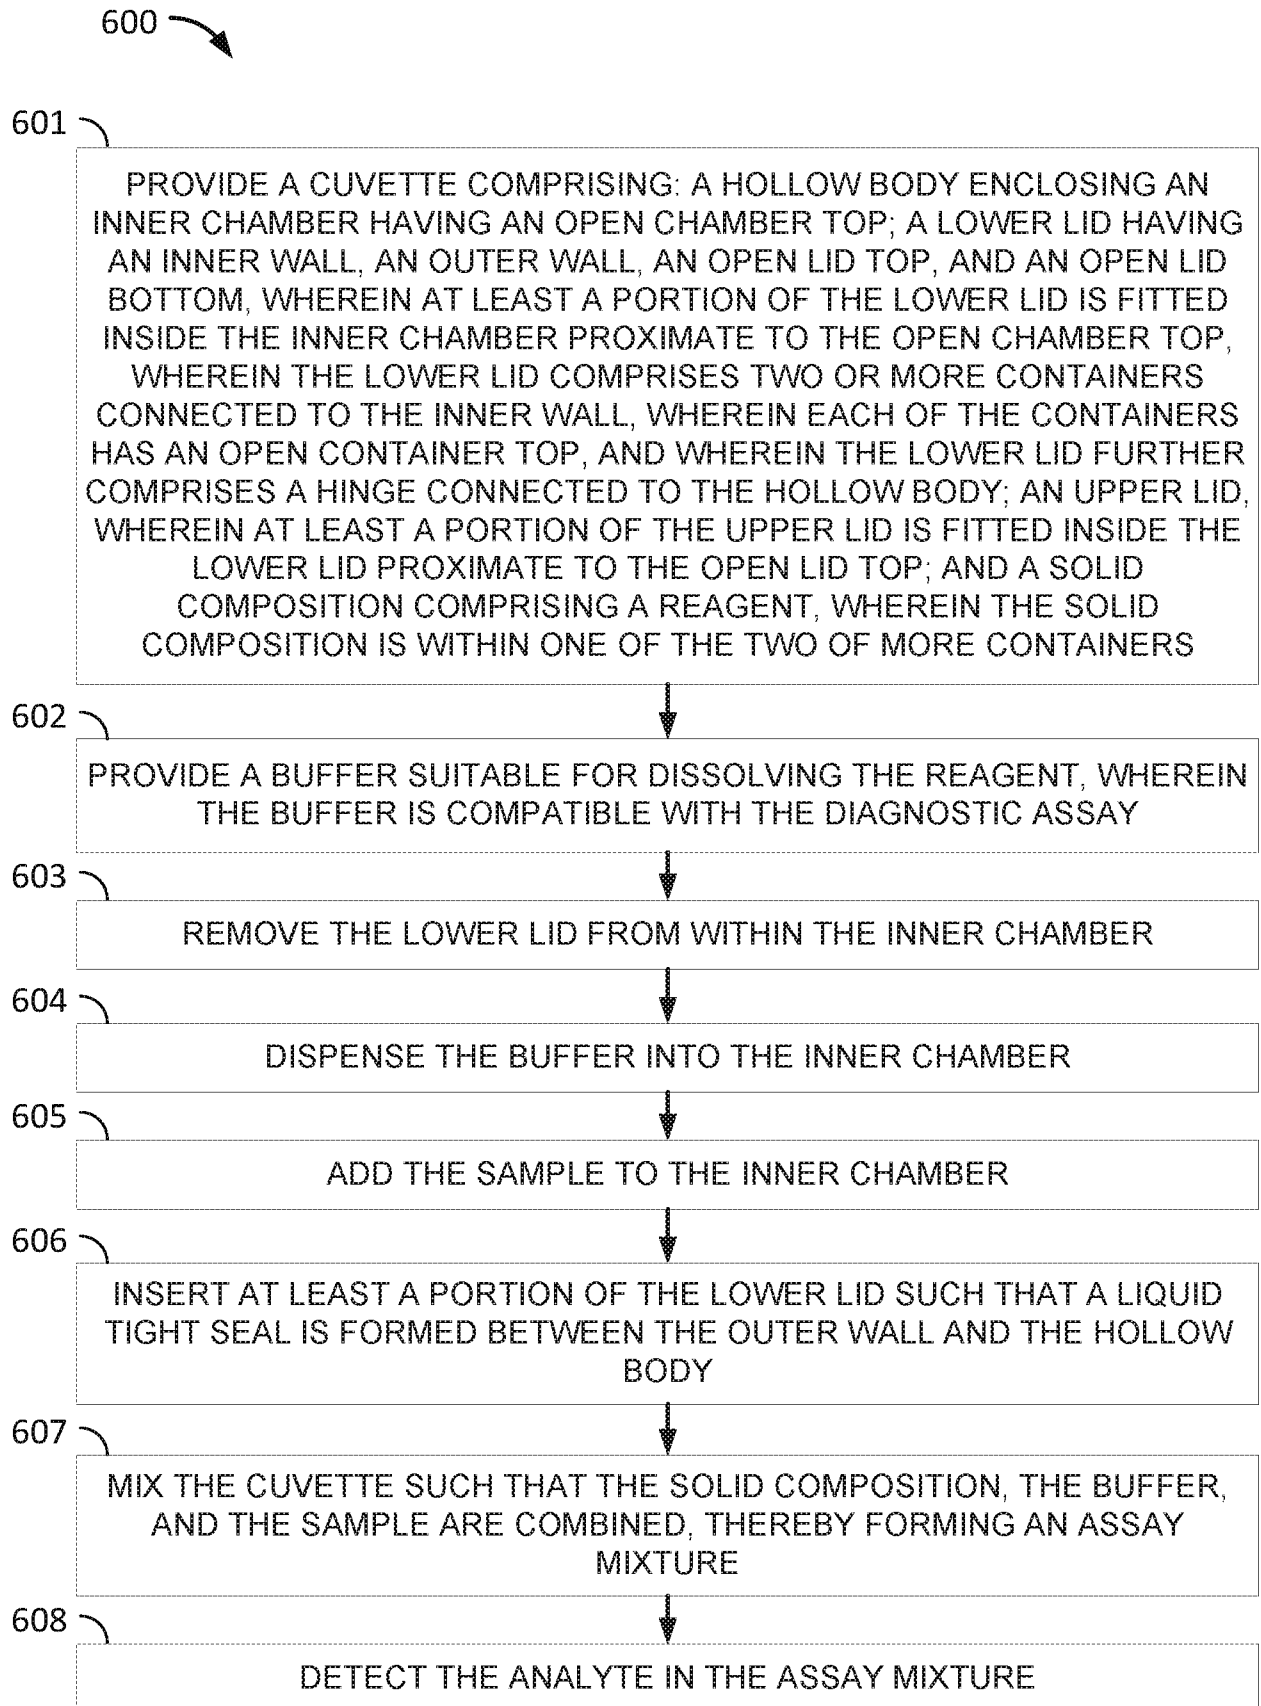 600
601
PROVIDE A CUVETTE COMPRISING: A HOLLOW BODY ENCLOSING AN
INNER CHAMBER HAVING AN OPEN CHAMBER TOP; A LOWER LID HAVING
AN INNER WALL, AN OUTER WALL, AN OPEN LID TOP, AND AN OPEN LID
BOTTOM, WHEREIN AT LEAST A PORTION OF THE LOWER LID IS FITTED
INSIDE THE INNER CHAMBER PROXIMATE TO THE OPEN CHAMBER TOP,
WHEREIN THE LOWER LID COMPRISES TWO OR MORE CONTAINERS
CONNECTED TO THE INNER WALL, WHEREIN EACH OF THE CONTAINERS
HAS AN OPEN CONTAINER TOP, AND WHEREIN THE LOWER LID FURTHER
COMPRISES A HINGE CONNECTED TO THE HOLLOW BODY; AN UPPER LID,
WHEREIN AT LEAST A PORTION OF THE UPPER LID IS FITTED INSIDE THE
LOWER LID PROXIMATE TO THE OPEN LID TOP; AND A SOLID
COMPOSITION COMPRISING A REAGENT, WHEREIN THE SOLID
COMPOSITION IS WITHIN ONE OF THE TWO OF MORE CONTAINERS
602
PROVIDE A BUFFER SUITABLE FOR DISSOLVING THE REAGENT, WHEREIN
THE BUFFER IS COMPATIBLE WITH THE DIAGNOSTIC ASSAY
603
REMOVE THE LOWER LID FROM WITHIN THE INNER CHAMBER
604
DISPENSE THE BUFFER INTO THE INNER CHAMBER
605
ADD THE SAMPLE TO THE INNER CHAMBER
606
INSERT AT LEAST A PORTION OF THE LOWER LID SUCH THAT A LIQUID
TIGHT SEAL IS FORMED BETWEEN THE OUTER WALL AND THE HOLLOW
BODY
607
MIX THE CUVETTE SUCH THAT THE SOLID COMPOSITION, THE BUFFER,
AND THE SAMPLE ARE COMBINED, THEREBY FORMING AN ASSAY
MIXTURE
608
DETECT THE ANALYTE IN THE ASSAY MIXTURE